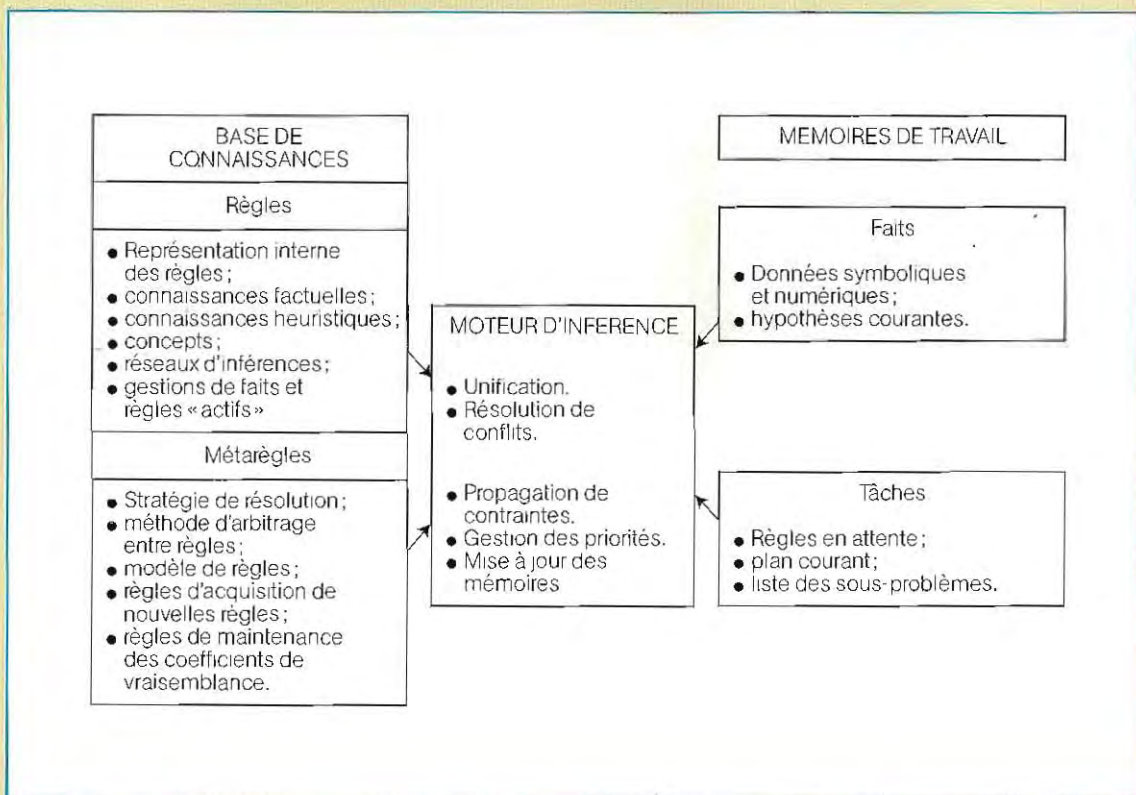 BASE DE
CONNAISSANCES
Règles
• Représentation interne
des règles;
• connaissances factuelles;
• connaissances heuristiques;
• concepts;
• réseaux d'inférences;
• gestions de faits et
règles «actifs»
Métarègles
• Stratégie de résolution;
• méthode d'arbitrage
entre règles;
• modèle de règles;
• règles d'acquisition de
nouvelles règles;
• règles de maintenance
des coefficients de
vraisemblance.
MOTEUR D'INFERENCE
• Unification.
• Résolution de
conflits.
• Propagation de
contraintes.
• Gestion des priorités.
• Mise à jour des
mémoires
MEMOIRES DE TRAVAIL
Faits
• Données symboliques
et numériques;
• hypothèses courantes.
Tâches
• Règles en attente;
• plan courant;
• liste des sous-problèmes.